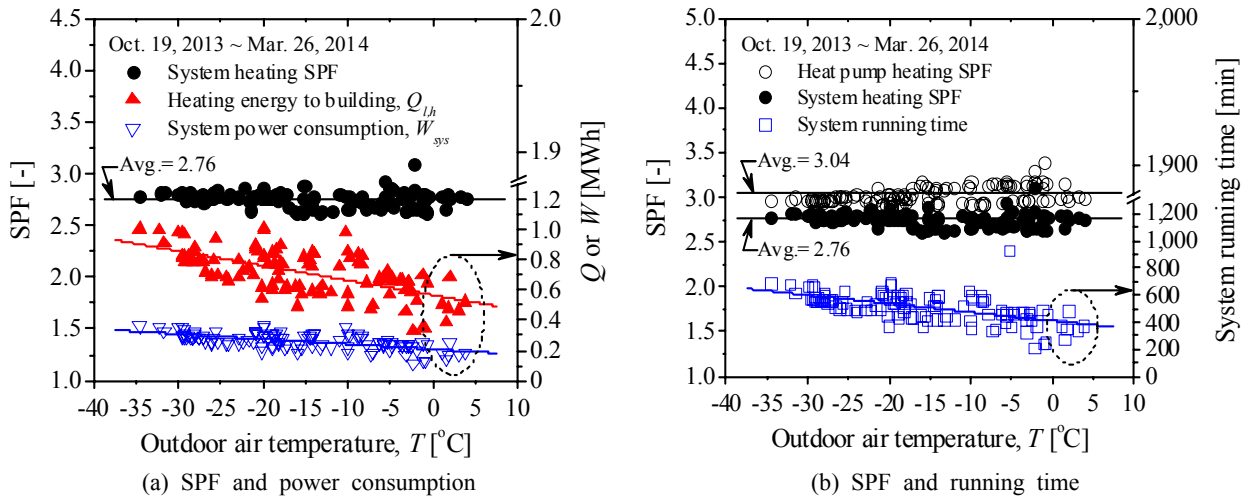 Oct. 19, 2013 ~ Mar. 26, 2014
System heating SPF
Heating energy to building, Q_{l,h}
System power consumption, W_{sys}
Avg.= 2.76
SPF [-]
4.5
4.0
3.5
3.0
2.5
2.0
1.5
1.0
2.0
1.9
1.2
1.0
0.8
0.6
0.4
0.2
0
Q or W [MWh]
-40 -35 -30 -25 -20 -15 -10 -5 0 5 10
Outdoor air temperature, T [°C]
(a) SPF and power consumption
Oct. 19, 2013 ~ Mar. 26, 2014
Heat pump heating SPF
System heating SPF
System running time
Avg.= 3.04
Avg.= 2.76
SPF [-]
5.0
4.5
4.0
3.5
3.0
2.5
2.0
1.5
1.0
2,000
1,900
1,200
1,000
800
600
400
200
0
System running time [min]
-40 -35 -30 -25 -20 -15 -10 -5 0 5 10
Outdoor air temperature, T [°C]
(b) SPF and running time